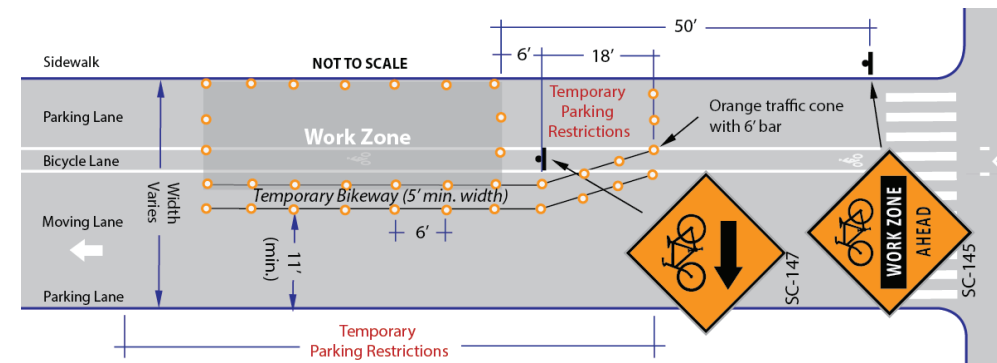 50′
6′
18′
Sidewalk
NOT TO SCALE
Temporary
Parking
Restrictions
Orange traffic cone
with 6′ bar
Parking Lane
Work Zone
Bicycle Lane
Temporary Bikeway (5′ min. width)
Width
Varies
Moving Lane
6′
11′
(min.)
WORK ZONE
AHEAD
SC-147
SC-145
Parking Lane
Temporary
Parking Restrictions